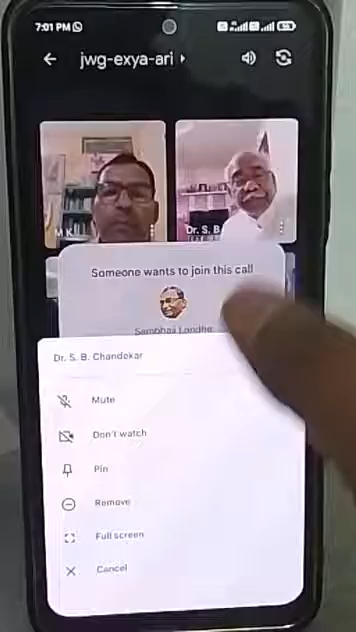 7:01 PM
jwg-exya-ari
M K
Dr. S. B.
Someone wants to join this call
Sambhaji Londhe
Dr. S. B. Chandekar
Mute
Don't watch
Pin
Remove
Full screen
Cancel